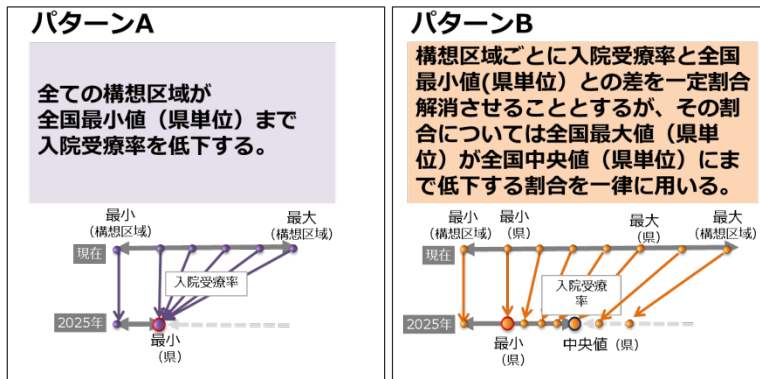 パターンA
全ての構想区域が
全国最小値（県単位）まで
入院受療率を低下する。
最小
（構想区域）
最大
（構想区域）
現在
入院受療率
2025年
最小
（県）
パターンB
構想区域ごとに入院受療率と全国
最小値(県単位）との差を一定割合
解消させることとするが、その割
合については全国最大値（県単
位）が全国中央値（県単位）にま
で低下する割合を一律に用いる。
最小
（構想区域）
最小
（県）
最大
（県）
最大
（構想区域）
現在
入院受療
率
2025年
最小
（県）
中央値（県）